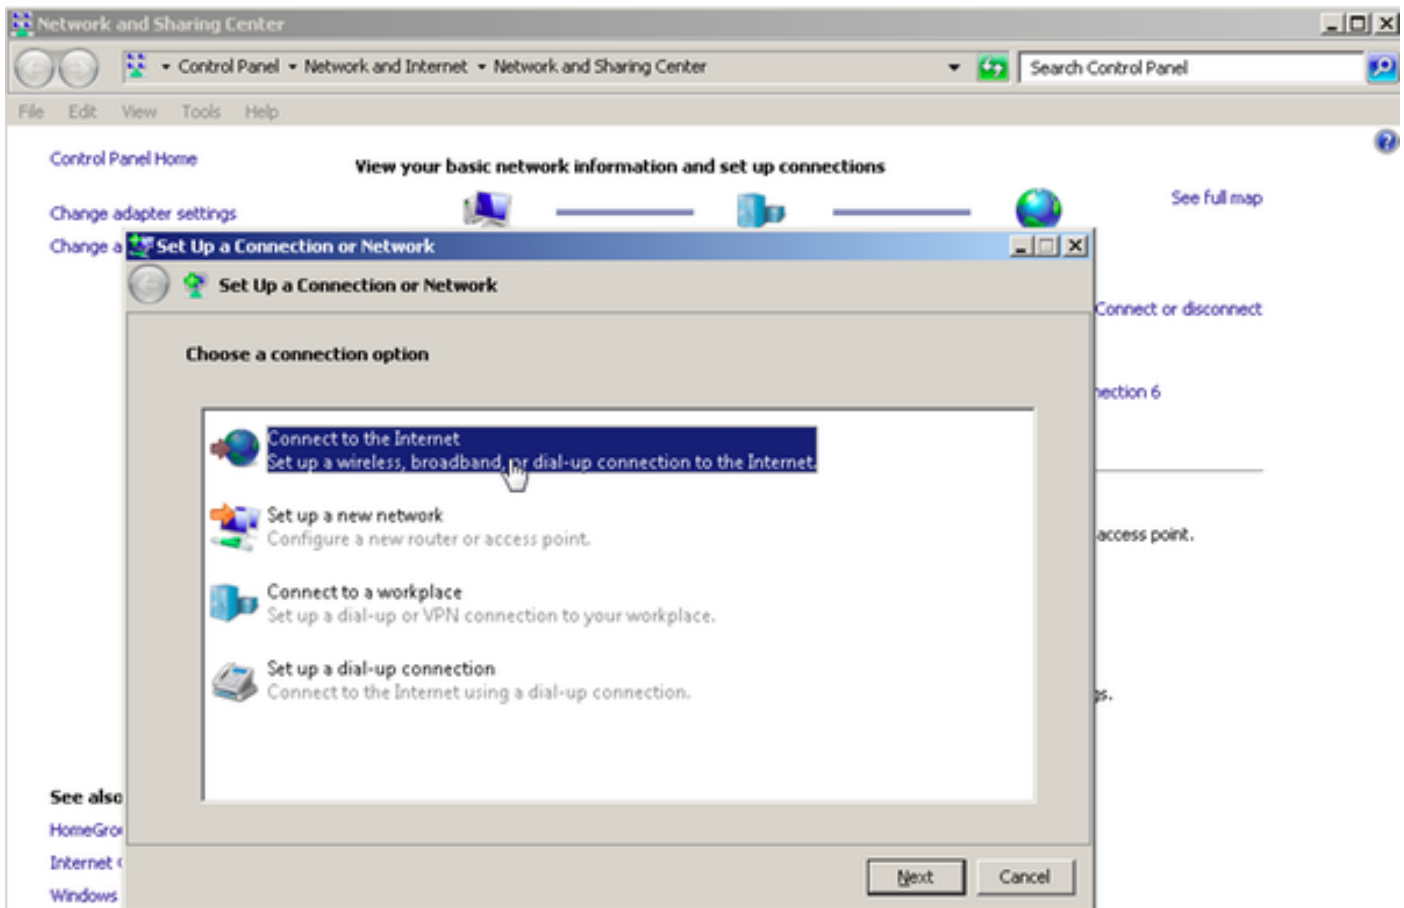 Network and Sharing Center
Control Panel Network and Internet Network and Sharing Center
Search Control Panel
File Edit View Tools Help
Control Panel Home
View your basic network information and set up connections
Change adapter settings
See full map
Change a
Set Up a Connection or Network
Set Up a Connection or Network
Connect or disconnect
Choose a connection option
nection 6
Connect to the Internet
Set up a wireless, broadband, or dial-up connection to the Internet.
Set up a new network
Configure a new router or access point.
access point.
Connect to a workplace
Set up a dial-up or VPN connection to your workplace.
Set up a dial-up connection
Connect to the Internet using a dial-up connection.
gs.
See also
HomeGro
Internet
Windows
Next
Cancel